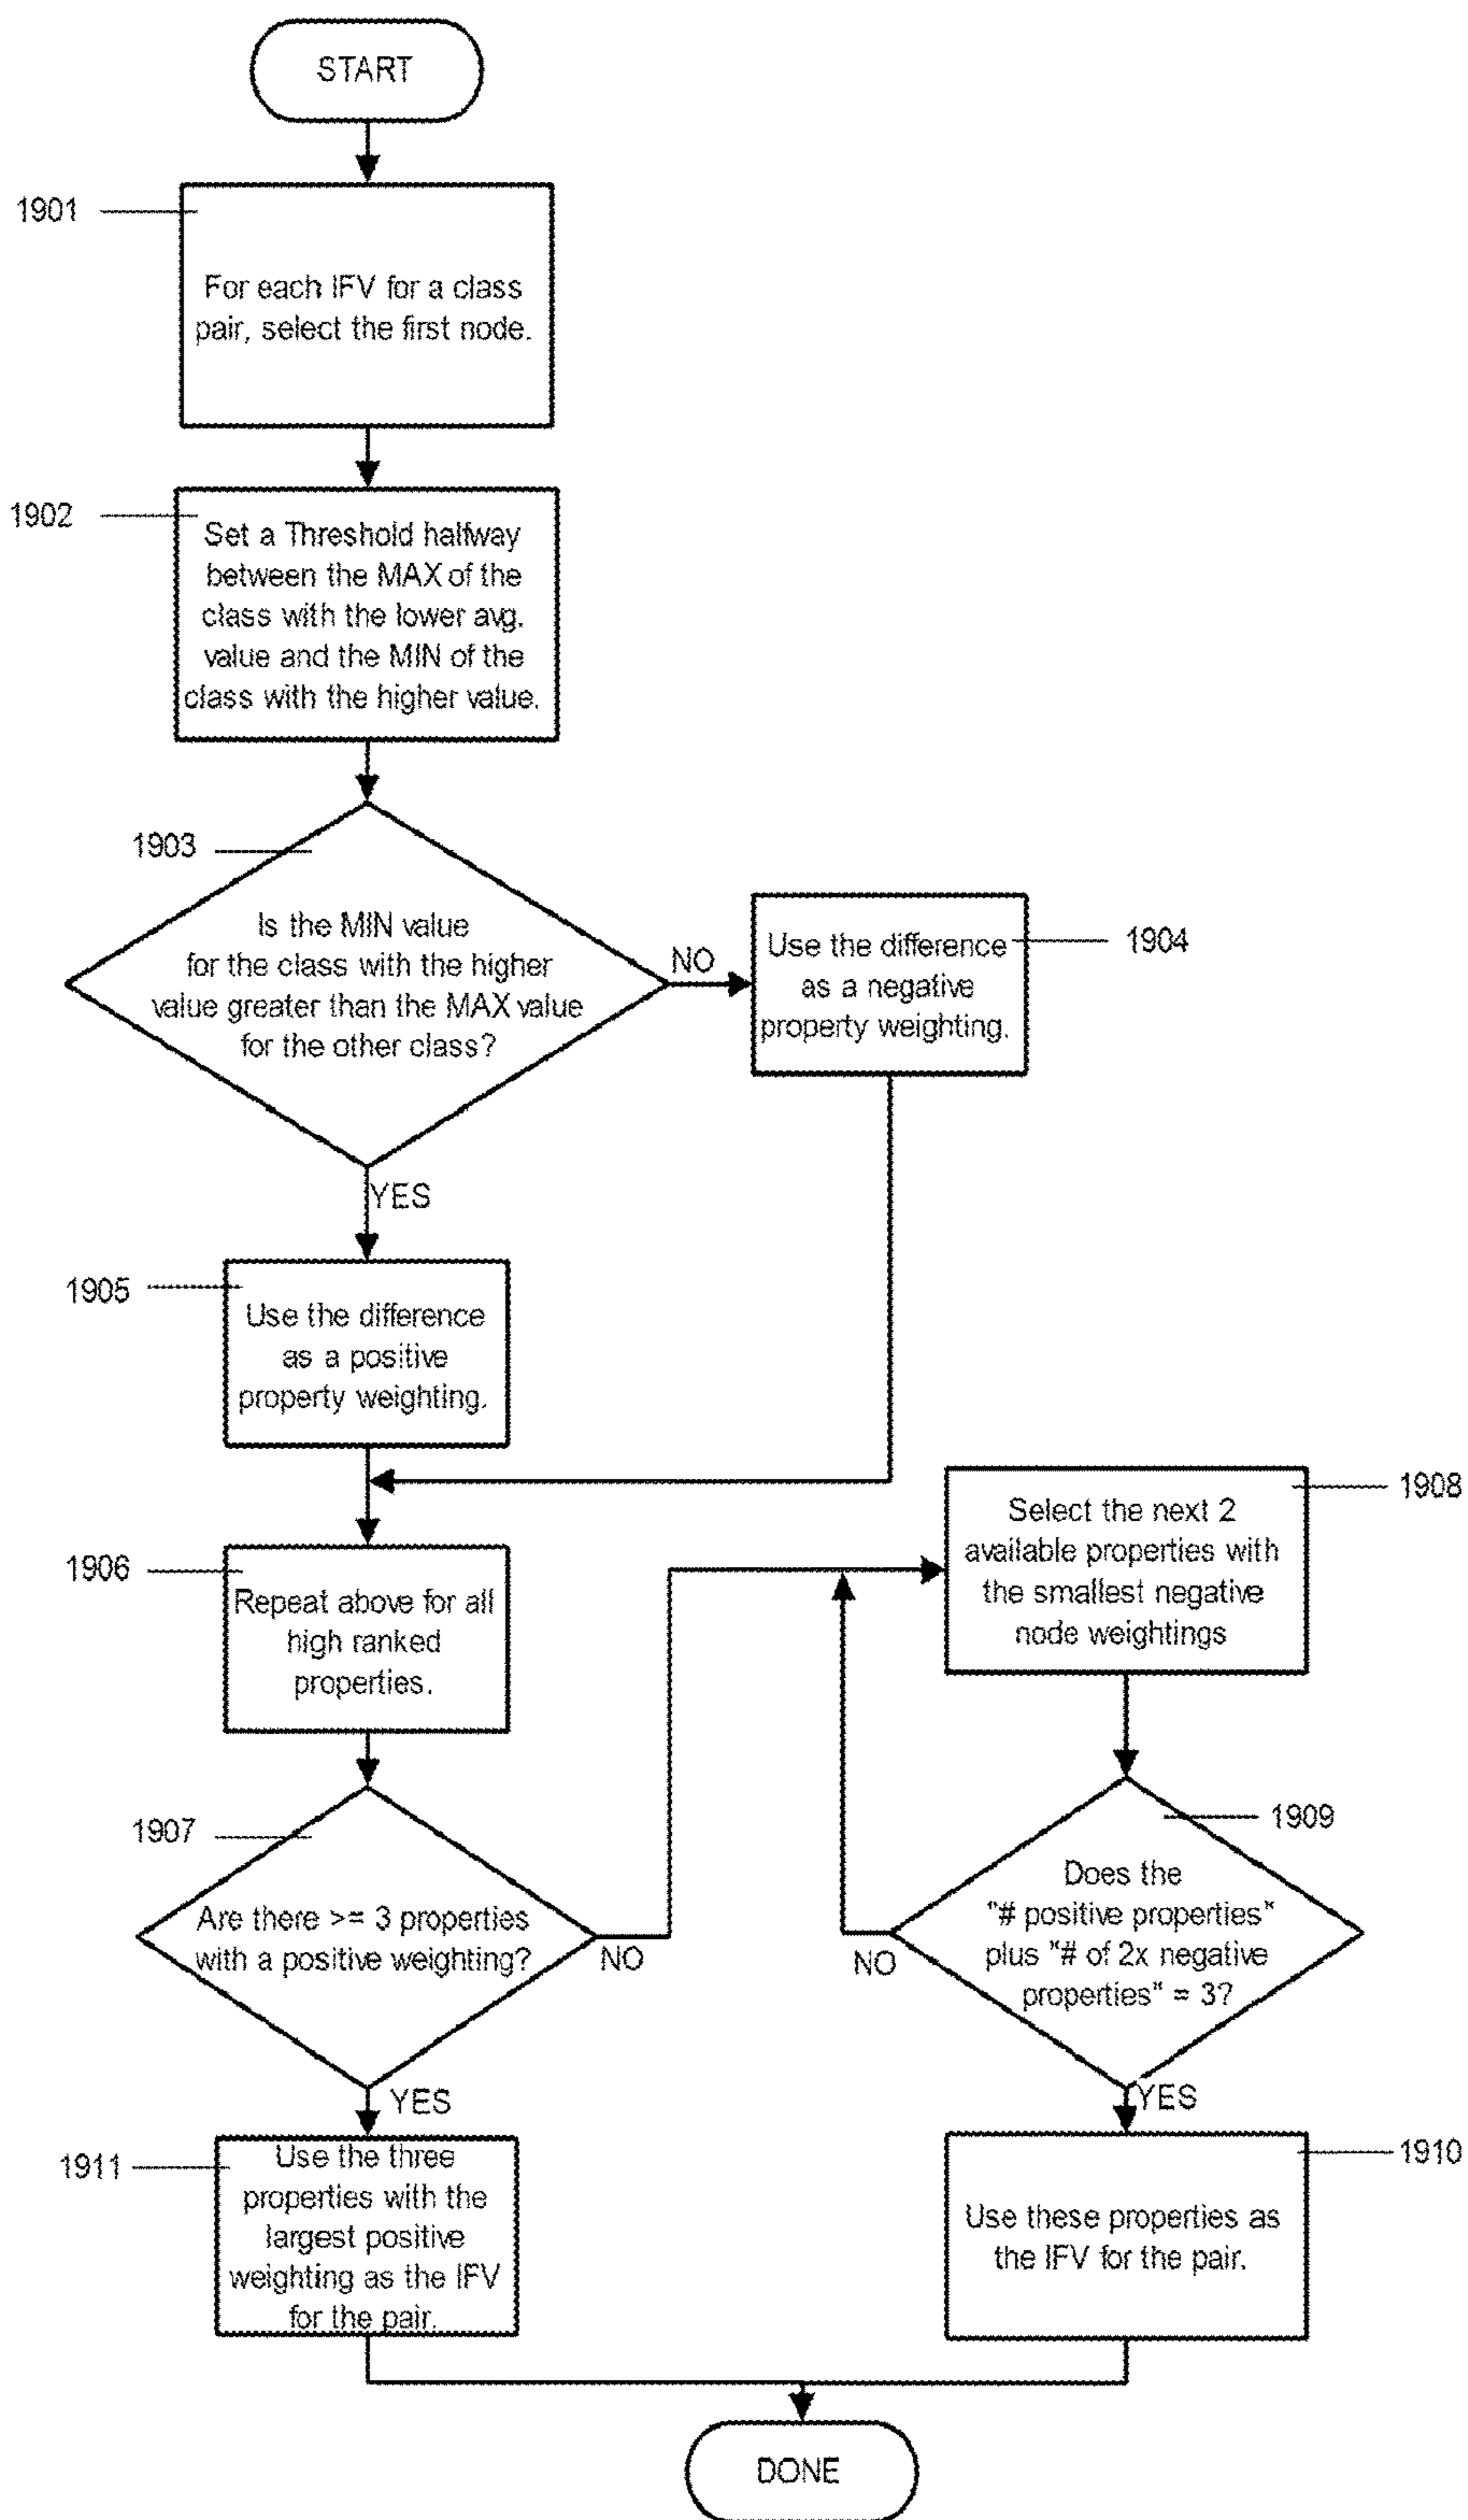 START
1901
For each IFV for a class
pair, select the first node.
1902
Set a Threshold halfway
between the MAX of the
class with the lower avg.
value and the MIN of the
class with the higher value.
1903
Is the MIN value
for the class with the higher
value greater than the MAX value
for the other class?
NO
Use the difference
as a negative
property weighting.
1904
YES
1905
Use the difference
as a positive
property weighting.
1906
Repeat above for all
high ranked
properties.
1908
Select the next 2
available properties with
the smallest negative
node weightings
1907
Are there >= 3 properties
with a positive weighting?
NO
1909
Does the
"# positive properties"
plus "# of 2x negative
properties" = 3?
NO
YES
YES
1911
Use the three
properties with the
largest positive
weighting as the IFV
for the pair.
1910
Use these properties as
the IFV for the pair.
DONE